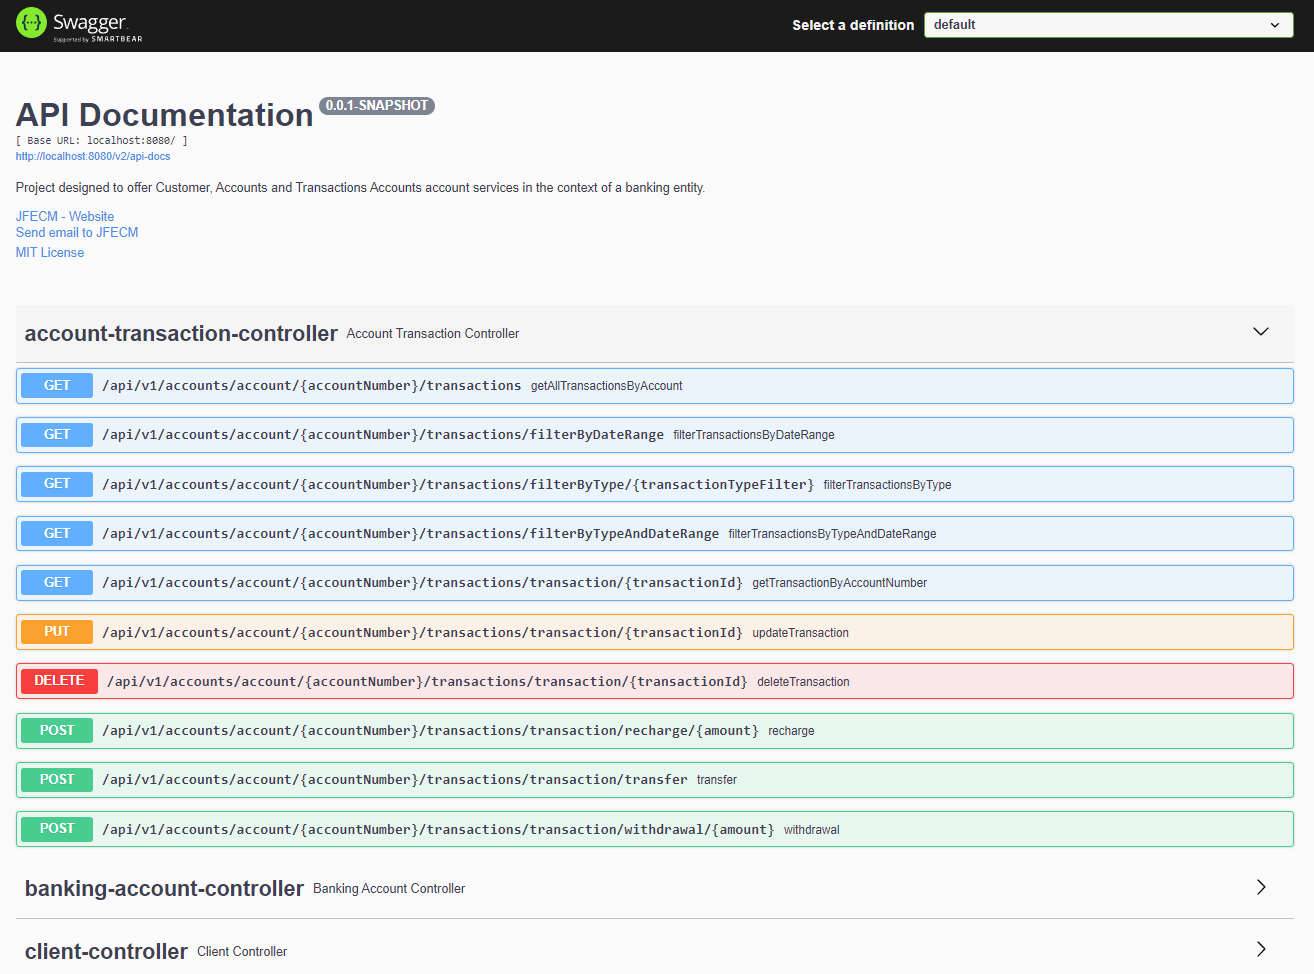 Swagger.
Supported by SMARTBEAR
Select a definition
default
API Documentation 0.0.1-SNAPSHOT
[ Base URL: localhost:8080/ ]
http://localhost:8080/v2/api-docs
Project designed to offer Customer, Accounts and Transactions Accounts account services in the context of a banking entity.
JFECM - Website
Send email to JFECM
MIT License
account-transaction-controller Account Transaction Controller
GET /api/v1/accounts/account/{accountNumber}/transactions getAllTransactionsByAccount
GET /api/v1/accounts/account/{accountNumber}/transactions/filterByDateRange filterTransactionsByDateRange
GET /api/v1/accounts/account/{accountNumber}/transactions/filterByType/{transactionTypeFilter} filterTransactionsByType
GET /api/v1/accounts/account/{accountNumber}/transactions/filterByTypeAndDateRange filterTransactionsByTypeAndDateRange
GET /api/v1/accounts/account/{accountNumber}/transactions/transaction/{transactionId} getTransactionByAccountNumber
PUT /api/v1/accounts/account/{accountNumber}/transactions/transaction/{transactionId} updateTransaction
DELETE /api/v1/accounts/account/{accountNumber}/transactions/transaction/{transactionId} deleteTransaction
POST /api/v1/accounts/account/{accountNumber}/transactions/transaction/recharge/{amount} recharge
POST /api/v1/accounts/account/{accountNumber}/transactions/transaction/transfer transfer
POST /api/v1/accounts/account/{accountNumber}/transactions/transaction/withdrawal/{amount} withdrawal
banking-account-controller Banking Account Controller
client-controller Client Controller